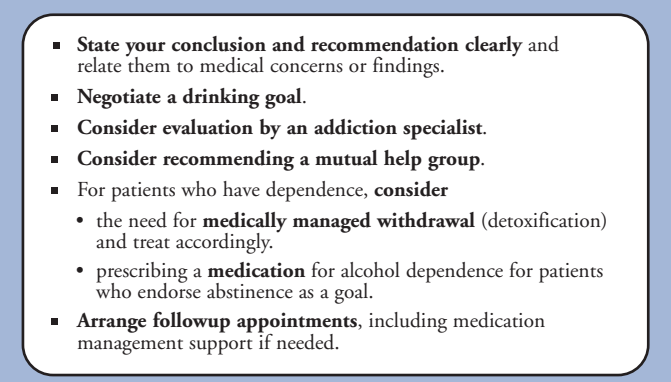 ▪ State your conclusion and recommendation clearly and
relate them to medical concerns or findings.
▪ Negotiate a drinking goal.
▪ Consider evaluation by an addiction specialist.
▪ Consider recommending a mutual help group.
▪ For patients who have dependence, consider
• the need for medically managed withdrawal (detoxification)
and treat accordingly.
• prescribing a medication for alcohol dependence for patients
who endorse abstinence as a goal.
▪ Arrange followup appointments, including medication
management support if needed.